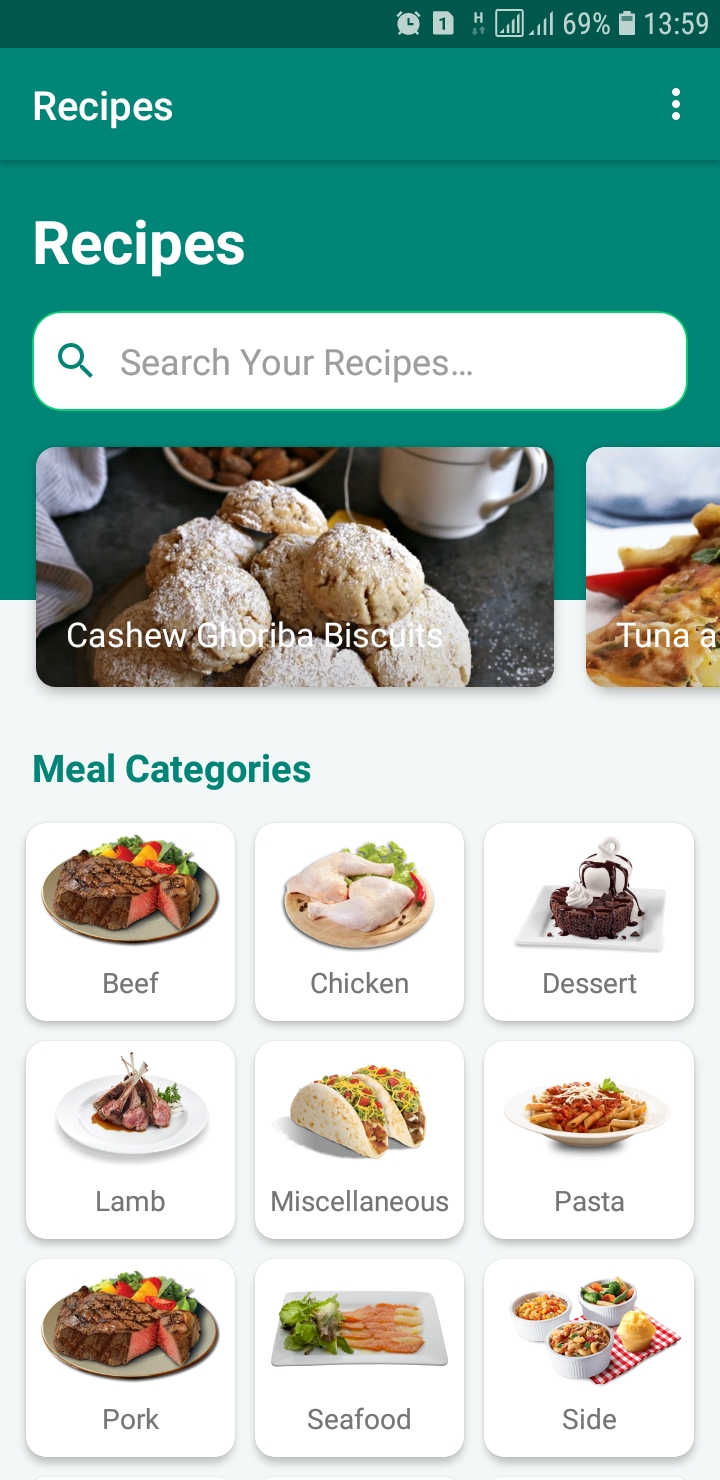 1 H 69% 13:59
Recipes
Recipes
Search Your Recipes...
Cashew Ghoriba Biscuits
Tuna a
Meal Categories
Beef
Chicken
Dessert
Lamb
Miscellaneous
Pasta
Pork
Seafood
Side